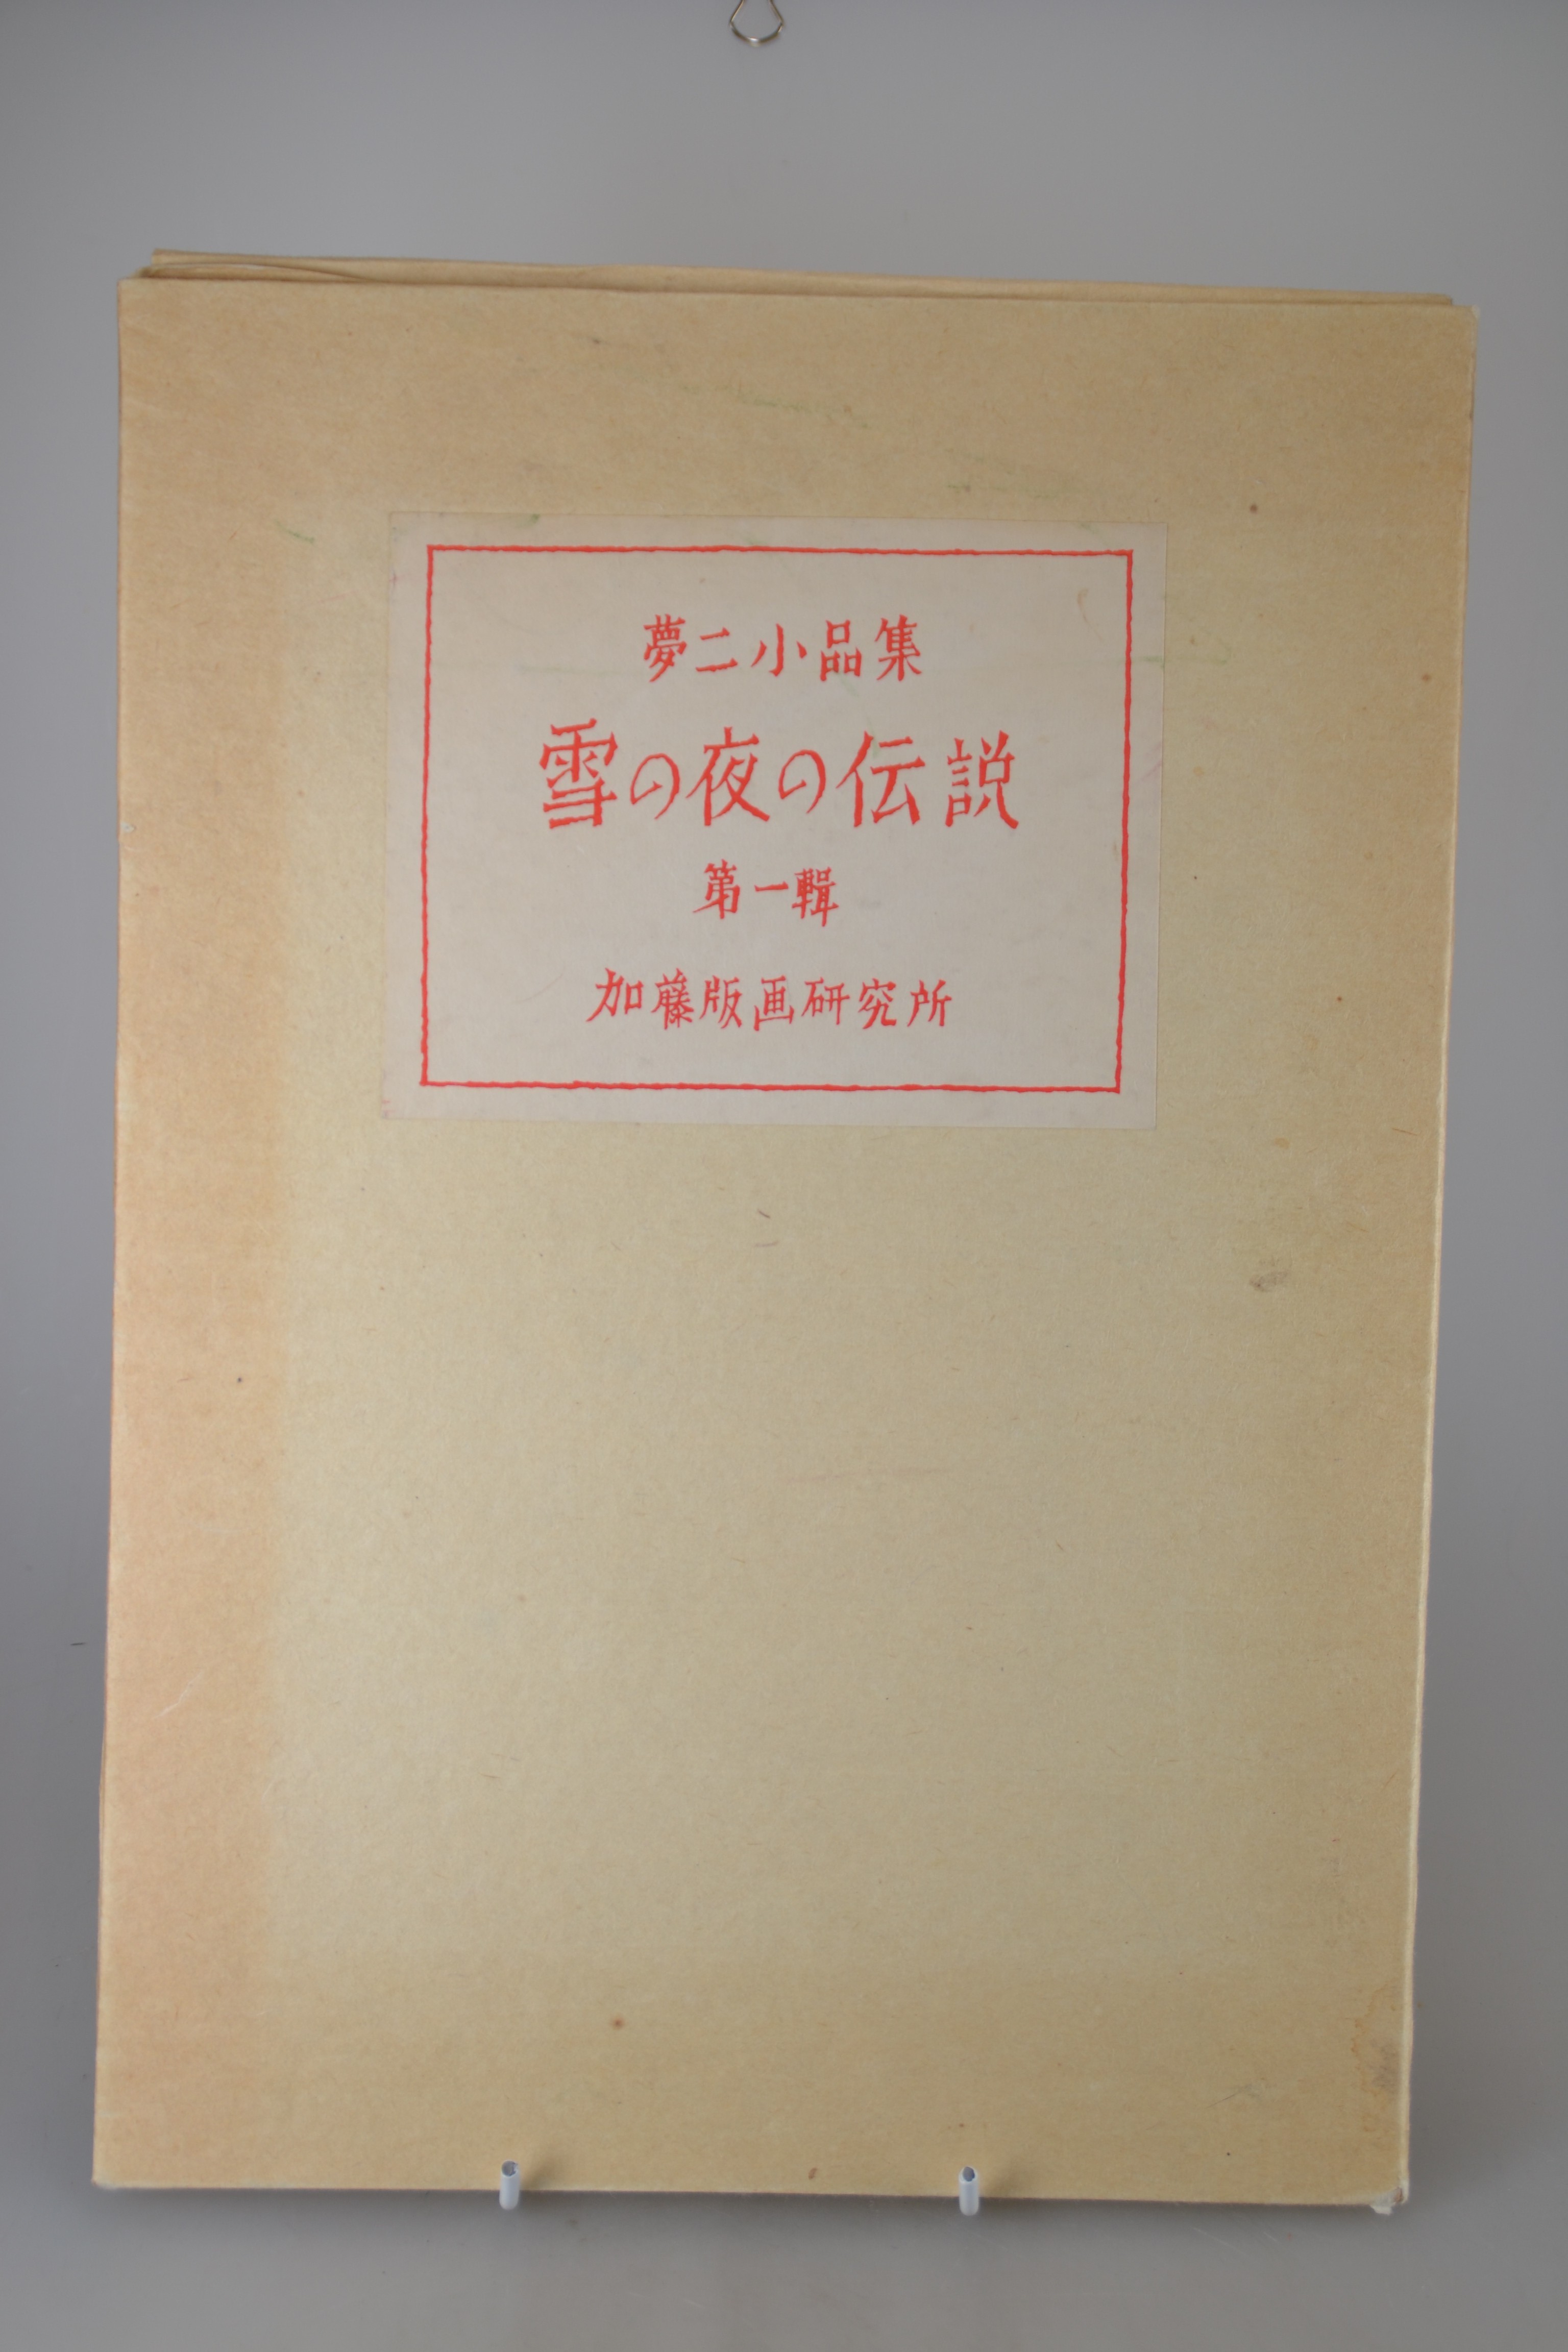 夢二小品集
雪の夜の伝説
第一輯
加藤版画研究所